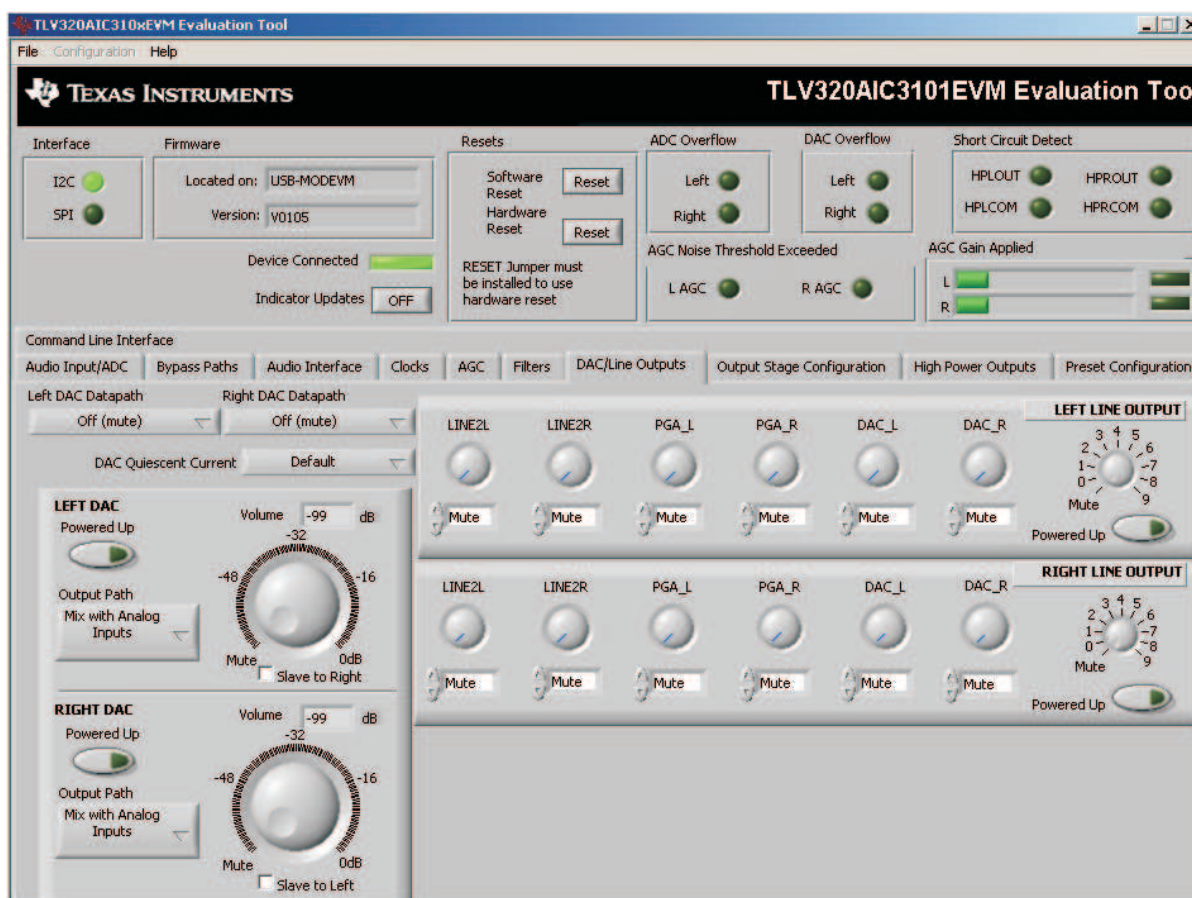 TLV320AIC310xEVM Evaluation Tool
File Configuration Help
TEXAS INSTRUMENTS
TLV320AIC3101EVM Evaluation Too
Interface
I2C
SPI
Firmware
Located on: USB-MODEVM
Version: V0105
Device Connected
Indicator Updates OFF
Resets
Software Reset Reset
Hardware Reset Reset
RESET Jumper must
be installed to use
hardware reset
ADC Overflow
Left
Right
DAC Overflow
Left
Right
Short Circuit Detect
HPLOUT HPROUT
HPLCOM HPRCOM
AGC Noise Threshold Exceeded
L AGC R AGC
AGC Gain Applied
L
R
Command Line Interface
Audio Input/ADC Bypass Paths Audio Interface Clocks AGC Filters DAC/Line Outputs Output Stage Configuration High Power Outputs Preset Configuration
Left DAC Datapath Right DAC Datapath
Off (mute) Off (mute)
DAC Quiescent Current Default
LEFT DAC
Powered Up
Output Path
Mix with Analog
Inputs
Volume -99 dB
-32
-48 -16
Mute 0dB
Slave to Right
RIGHT DAC
Powered Up
Output Path
Mix with Analog
Inputs
Volume -99 dB
-32
-48 -16
Mute 0dB
Slave to Left
LEFT LINE OUTPUT
LINE2L LINE2R PGA_L PGA_R DAC_L DAC_R
Mute Mute Mute Mute Mute Mute
3 4 5
2 6
1 7
0 8
Mute 9
Powered Up
RIGHT LINE OUTPUT
LINE2L LINE2R PGA_L PGA_R DAC_L DAC_R
Mute Mute Mute Mute Mute Mute
3 4 5
2 6
1 7
0 8
Mute 9
Powered Up